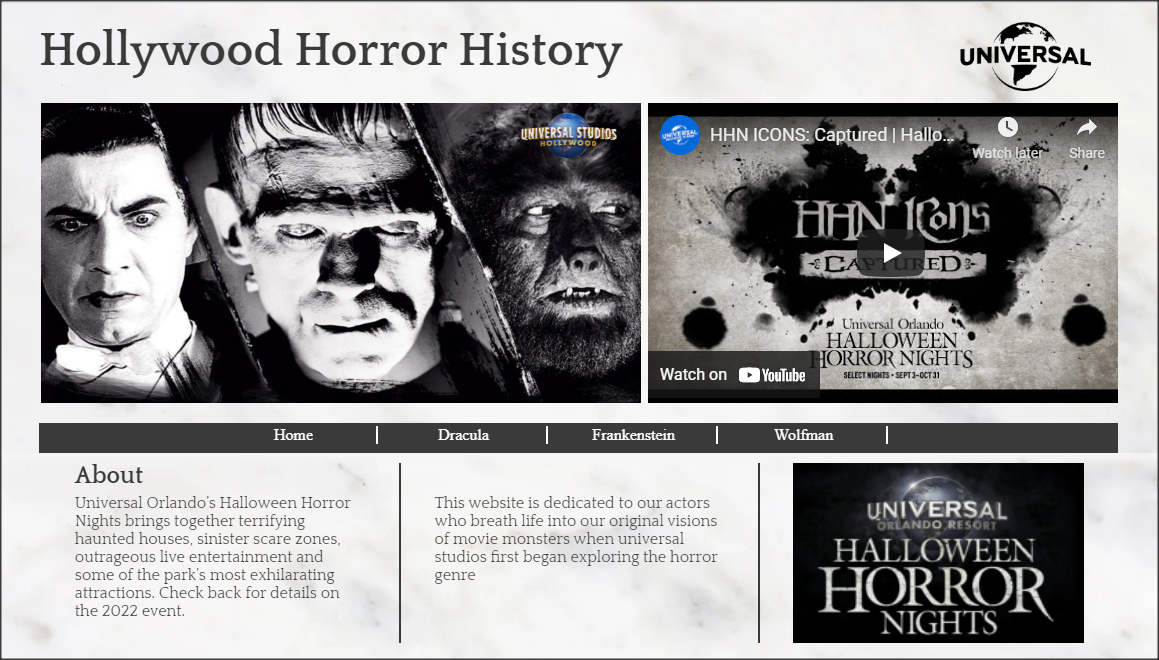 Hollywood Horror History
UNIVERSAL
UNIVERSAL STUDIOS
HOLLYWOOD
HHN ICONS: Captured | Hallo...
Watch later
Share
HHN ICONS
CAPTURED
Universal Orlando
HALLOWEEN
HORROR NIGHTS
SELECT NIGHTS • SEPT 3-OCT 31
Watch on YouTube
Home Dracula Frankenstein Wolfman
About
Universal Orlando's Halloween Horror
Nights brings together terrifying
haunted houses, sinister scare zones,
outrageous live entertainment and
some of the park's most exhilarating
attractions. Check back for details on
the 2022 event.
This website is dedicated to our actors
who breath life into our original visions
of movie monsters when universal
studios first began exploring the horror
genre
UNIVERSAL
ORLANDO RESORT
HALLOWEEN
HORROR
NIGHTS